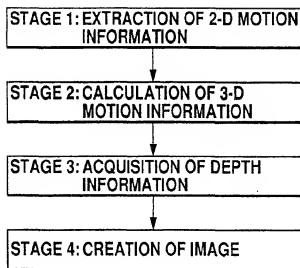 STAGE 1: EXTRACTION OF 2-D MOTION
INFORMATION
STAGE 2: CALCULATION OF 3-D
MOTION INFORMATION
STAGE 3: ACQUISITION OF DEPTH
INFORMATION
STAGE 4: CREATION OF IMAGE